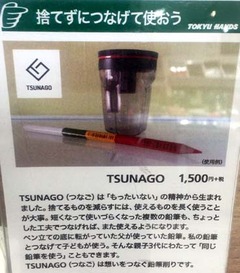 捨てずにつなげて使おう
TOKYU HANDS
TSUNAGO
(使用例)
TSUNAGO 1,500円+税
TSUNAGO (つなご) は「もったいない」の精神から生
まれました。捨てるものを減らすには、使えるものを長く使うこと
が大事。短くなって使いづらくなった複数の鉛筆も、ちょっと
した工夫でつなげれば、また使えるようになります。
ペン立ての底に転がっていた父が使っていた鉛筆。私の鉛筆
とつなげて子どもが使う。そんな親子3代にわたって「同じ
鉛筆を使う」こともできます。
TSUNAGO (つなご) は想いをつなぐ鉛筆削りです。